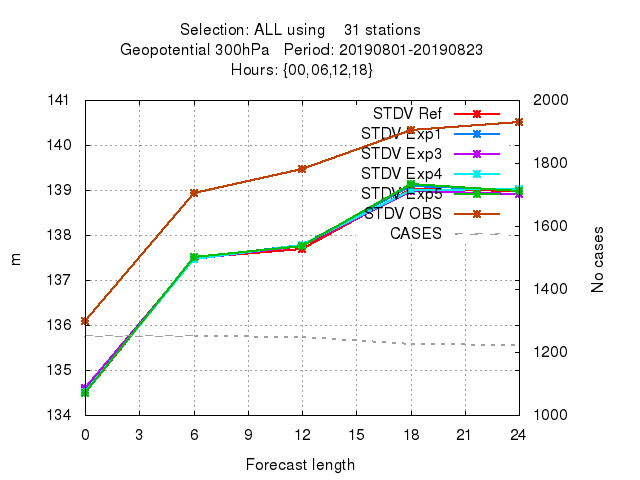 Selection: ALL using    31 stations
Geopotential 300hPa   Period: 20190801-20190823
Hours: {00,06,12,18}
141
140
139
138
137
136
135
134
2000
1800
1600
1400
1200
1000
STDV Ref
STDV Exp1
STDV Exp3
STDV Exp4
STDV Exp5
STDV OBS
CASES
m
No cases
0 3 6 9 12 15 18 21 24
Forecast length